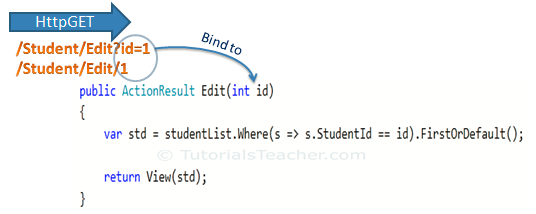 HttpGET
/Student/Edit?id=1
/Student/Edit/1
Bind to
public ActionResult Edit(int id)
{
var std = studentList.Where(s => s.StudentId == id).FirstOrDefault();
© TutorialsTeacher.com
return View(std);
}